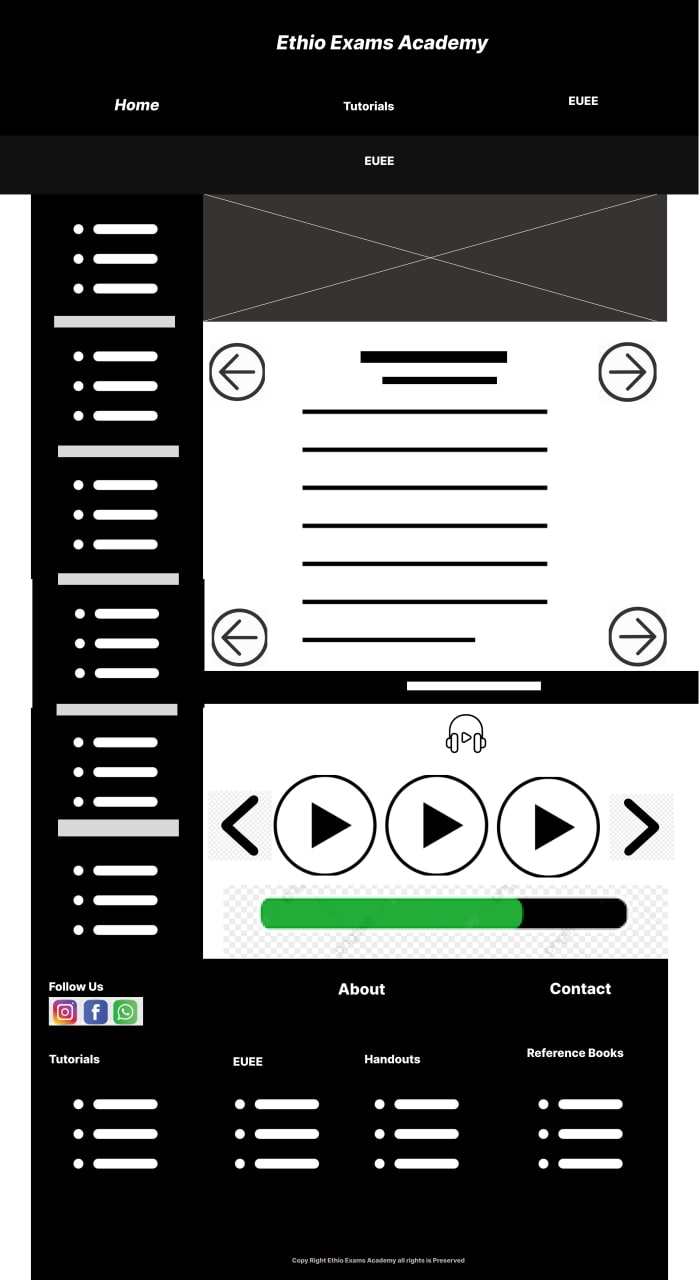 Ethio Exams Academy
Home
Tutorials
EUEE
EUEE
Follow Us
About
Contact
Tutorials
EUEE
Handouts
Reference Books
Copy Right Ethio Exams Academy all rights is Preserved